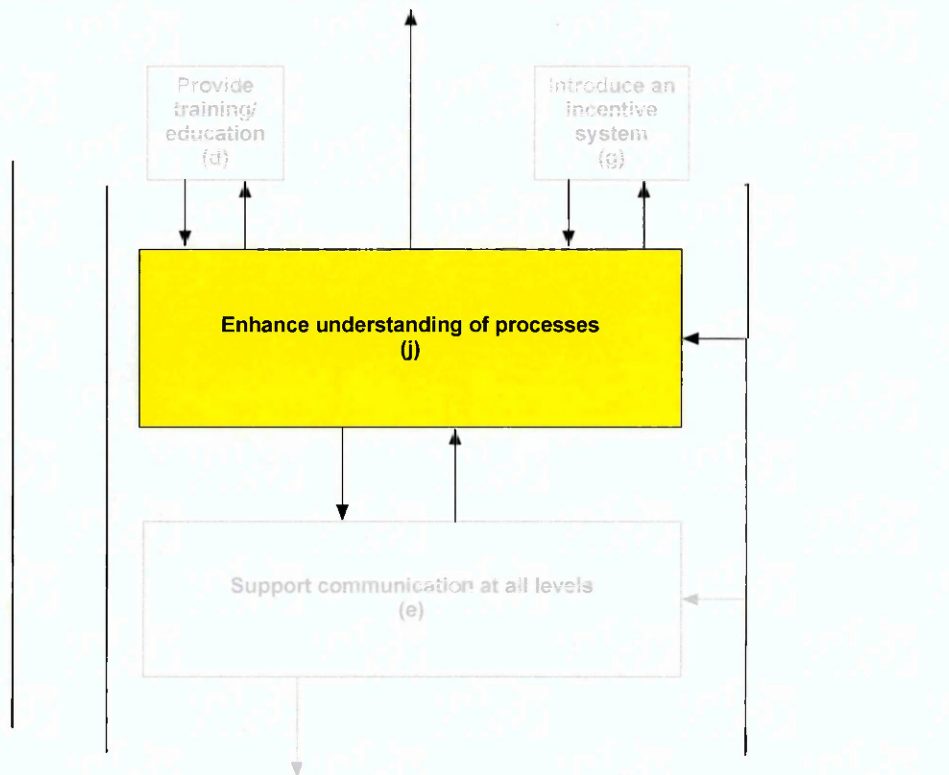 Provide
training/
education
(d)
Introduce an
incentive
system
(g)
Enhance understanding of processes
(j)
Support communication at all levels
(e)